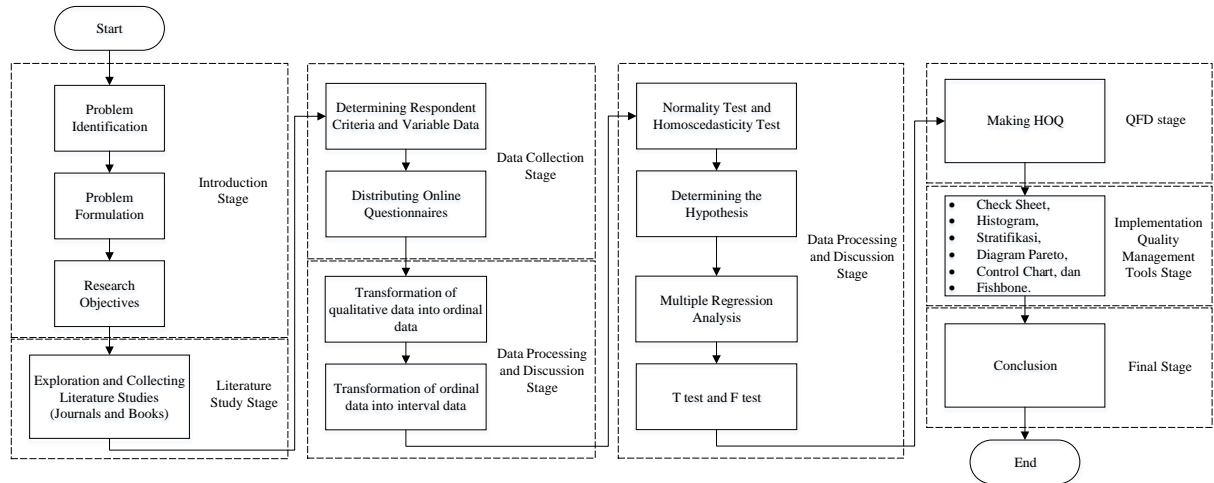 Start
Problem
Identification
Problem
Formulation
Research
Objectives
Introduction
Stage
Exploration and Collecting
Literature Studies
(Journals and Books)
Literature
Study Stage
Determining Respondent
Criteria and Variable Data
Distributing Online
Questionnaires
Data Collection
Stage
Transformation of
qualitative data into ordinal
data
Transformation of ordinal
data into interval data
Data Processing
and Discussion
Stage
Normality Test and
Homoscedasticity Test
Determining the
Hypothesis
Multiple Regression
Analysis
T test and F test
Data Processing
and Discussion
Stage
Making HOQ
QFD stage
• Check Sheet,
• Histogram,
• Stratifikasi,
• Diagram Pareto,
• Control Chart, dan
• Fishbone.
Implementation
Quality
Management
Tools Stage
Conclusion
Final Stage
End